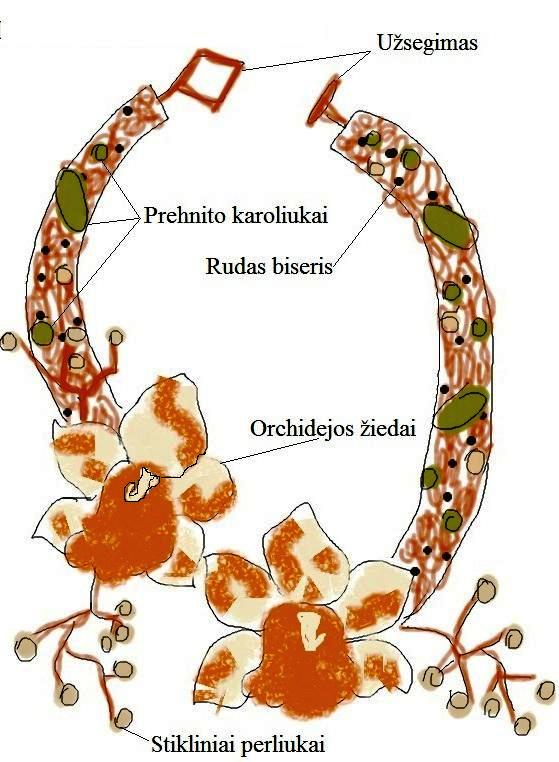 Užsegimas
Prehnito karoliukai
Rudas biseris
Orchidejos žiedai
Stikliniai perliukai